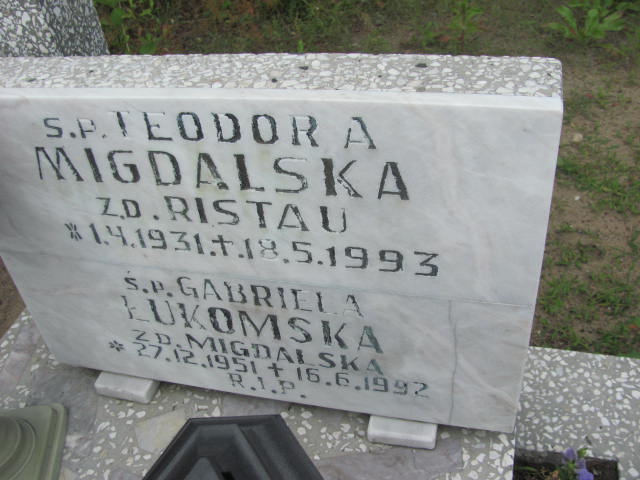 Ś.P. TEODORA
MIGDALSKA
Z.D. RISTAU
* 1.4.1931. + 18.5.1993
Ś.P. GABRIELA
ŁUKOMSKA
Z D. MIGDALSKA
* 27.12.1951 + 16.6.1992
R.I.P.